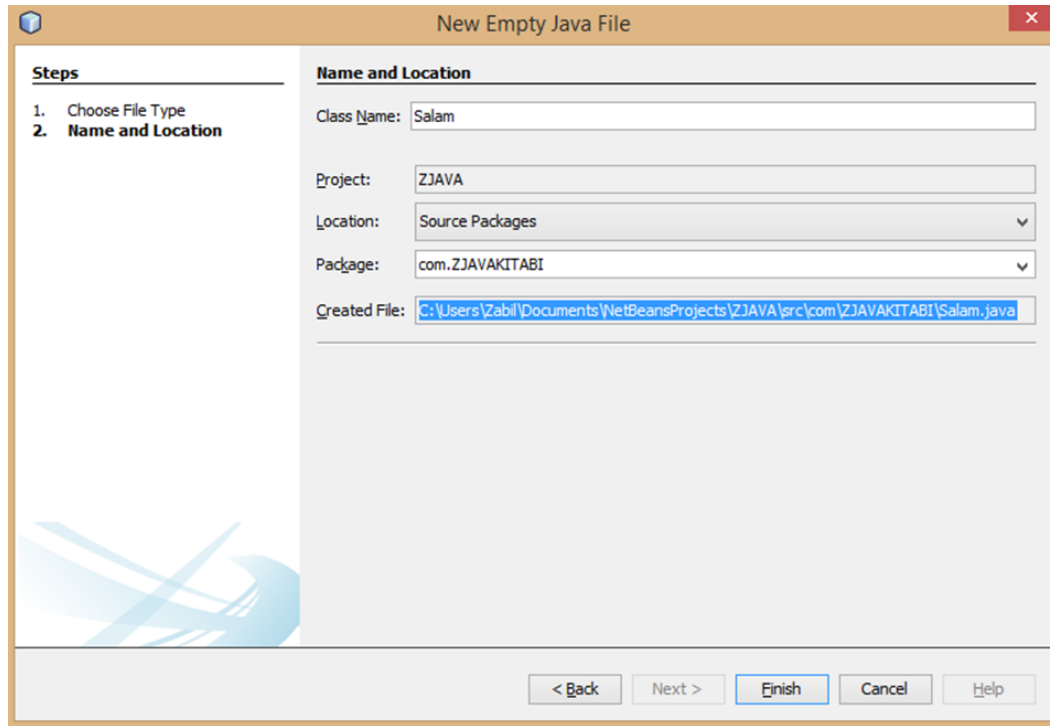 New Empty Java File
Steps
1. Choose File Type
2. Name and Location
Name and Location
Class Name: Salam
Project: ZJAVA
Location: Source Packages
Package: com.ZJAVAKITABI
Created File: C:\Users\Zabil\Documents\NetBeansProjects\ZJAVA\src\com\ZJAVAKITABI\Salam.java
< Back Next > Finish Cancel Help